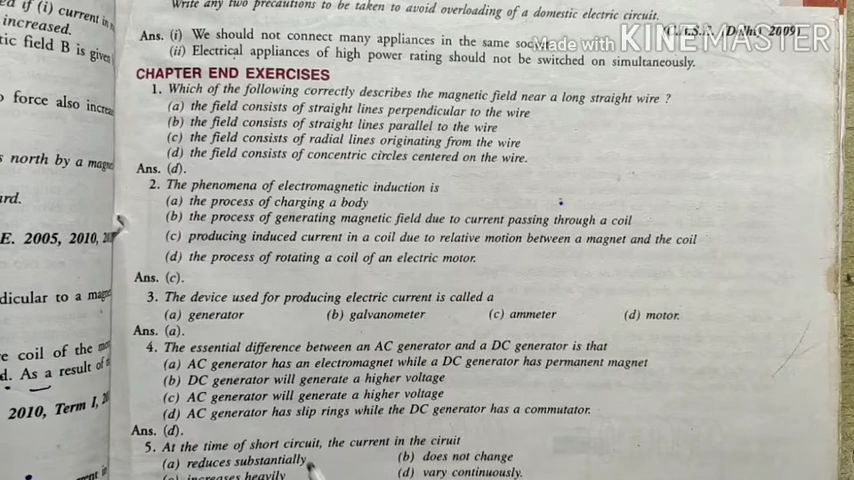 Write any two precautions to be taken to avoid overloading of a domestic electric circuit.
Ans. (i) We should not connect many appliances in the same
(ii) Electrical appliances of high power rating should not be switched on simultaneously.
Made with KINEMASTER
CHAPTER END EXERCISES
1. Which of the following correctly describes the magnetic field near a long straight wire ?
(a) the field consists of straight lines perpendicular to the wire
(b) the field consists of straight lines parallel to the wire
(c) the field consists of radial lines originating from the wire
(d) the field consists of concentric circles centered on the wire.
Ans. (d).
2. The phenomena of electromagnetic induction is
(a) the process of charging a body
(b) the process of generating magnetic field due to current passing through a coil
(c) producing induced current in a coil due to relative motion between a magnet and the coil
(d) the process of rotating a coil of an electric motor.
Ans. (c).
3. The device used for producing electric current is called a
(a) generator (b) galvanometer (c) ammeter (d) motor.
Ans. (a).
4. The essential difference between an AC generator and a DC generator is that
(a) AC generator has an electromagnet while a DC generator has permanent magnet
(b) DC generator will generate a higher voltage
(c) AC generator will generate a higher voltage
(d) AC generator has slip rings while the DC generator has a commutator.
Ans. (d).
5. At the time of short circuit, the current in the ciruit
(a) reduces substantially (b) does not change
increases heavily (d) vary continuously.
if (i) current in
increased.
field B is given
force also
north by a
E. 2005, 2010,
to a
coil of the
d. As a result of
2010, Term I,